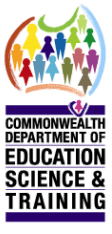 COMMONWEALTH
DEPARTMENT OF
EDUCATION
SCIENCE &
TRAINING